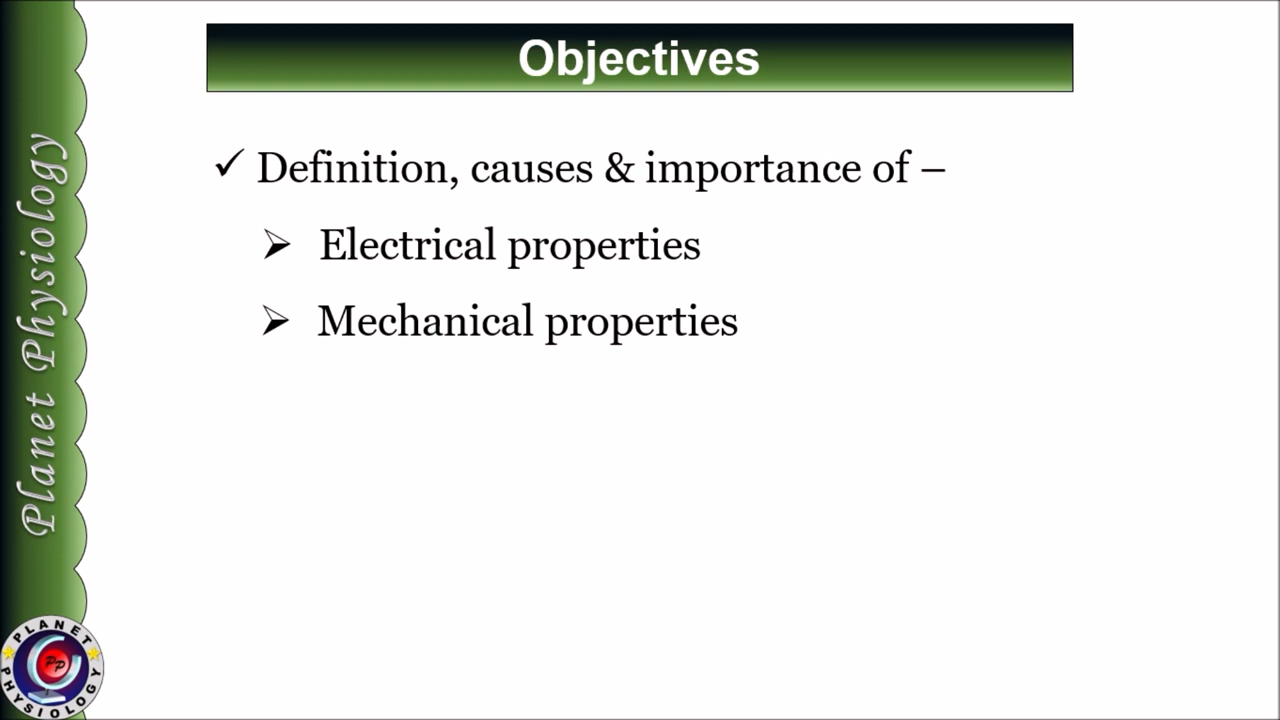 Objectives
✓ Definition, causes & importance of –
➢ Electrical properties
➢ Mechanical properties
Planet Physiology
PLANET
PP
PHYSIOLOGY